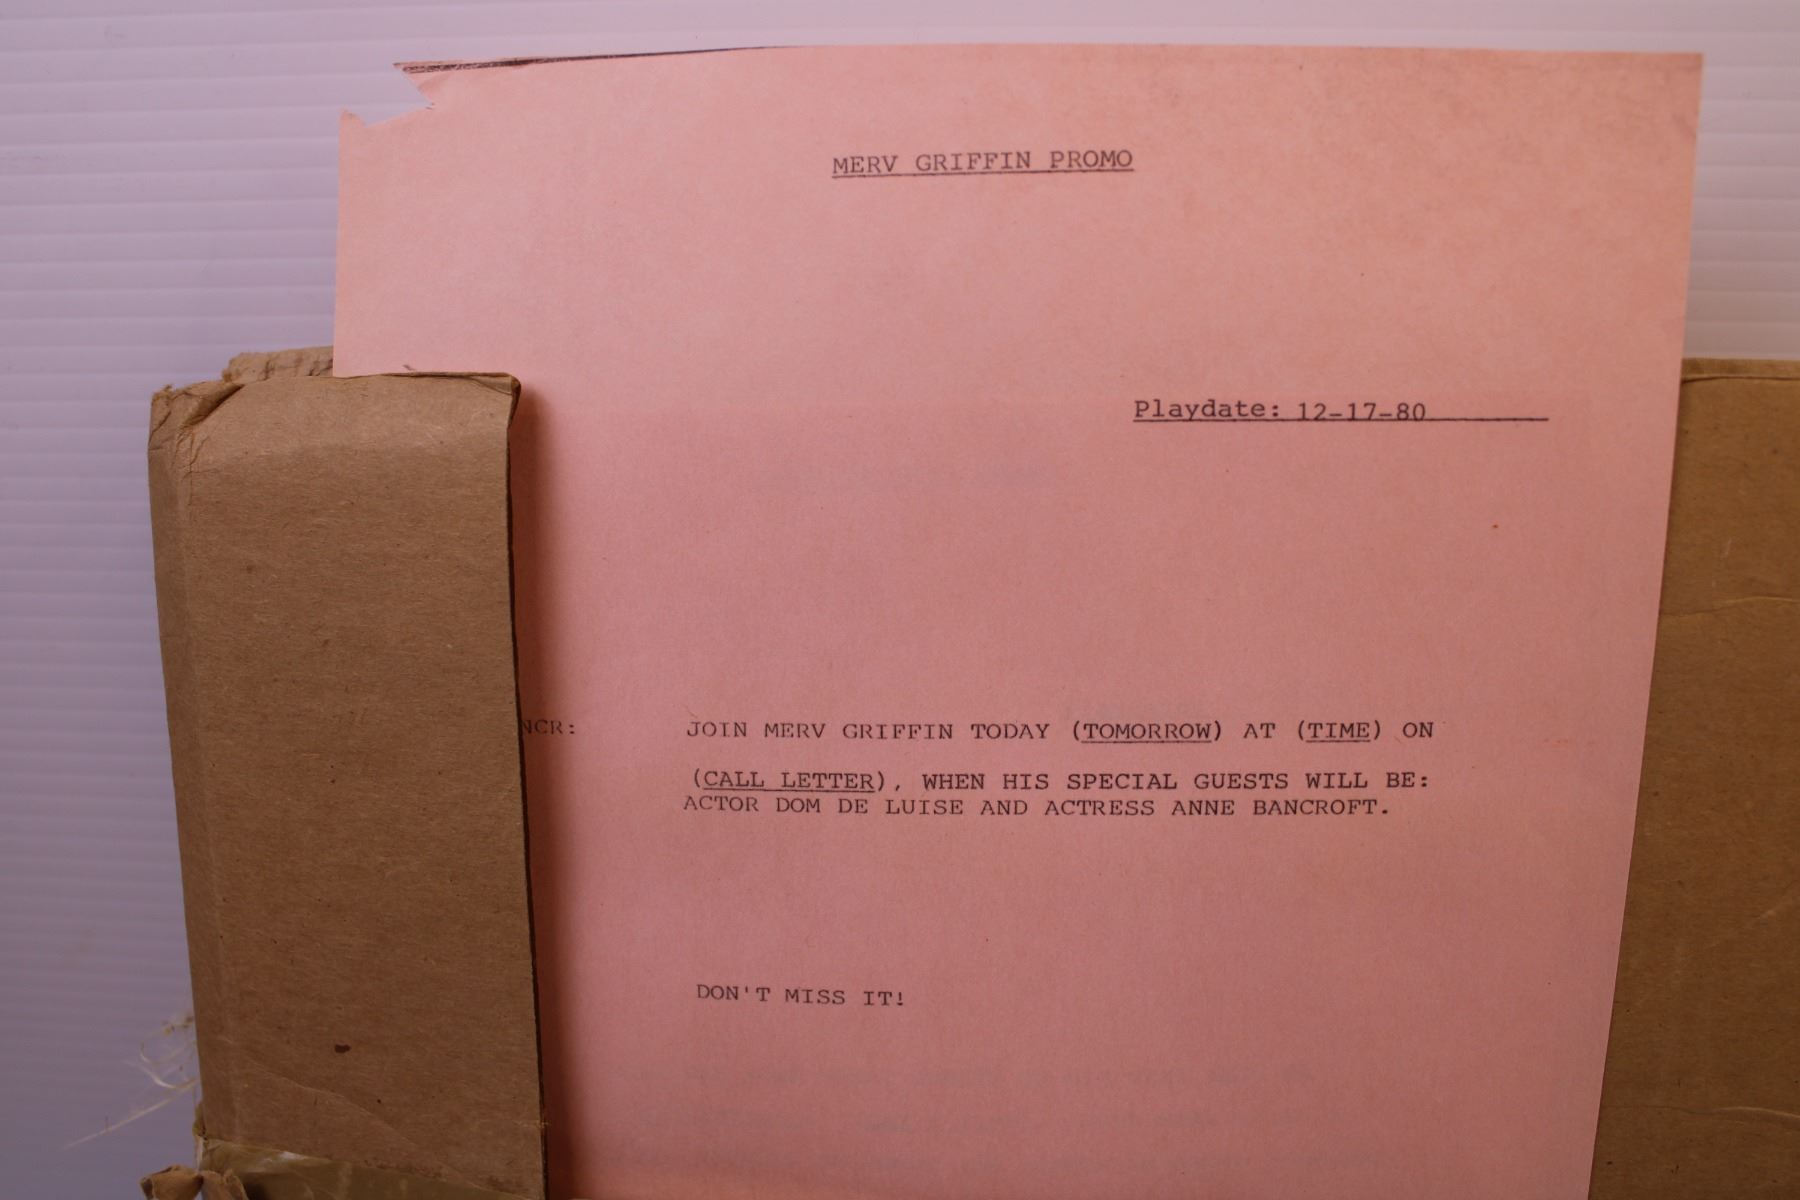 MERV GRIFFIN PROMO
Playdate: 12-17-80
NCR: JOIN MERV GRIFFIN TODAY (TOMORROW) AT (TIME) ON
(CALL LETTER), WHEN HIS SPECIAL GUESTS WILL BE:
ACTOR DOM DE LUISE AND ACTRESS ANNE BANCROFT.
DON'T MISS IT!